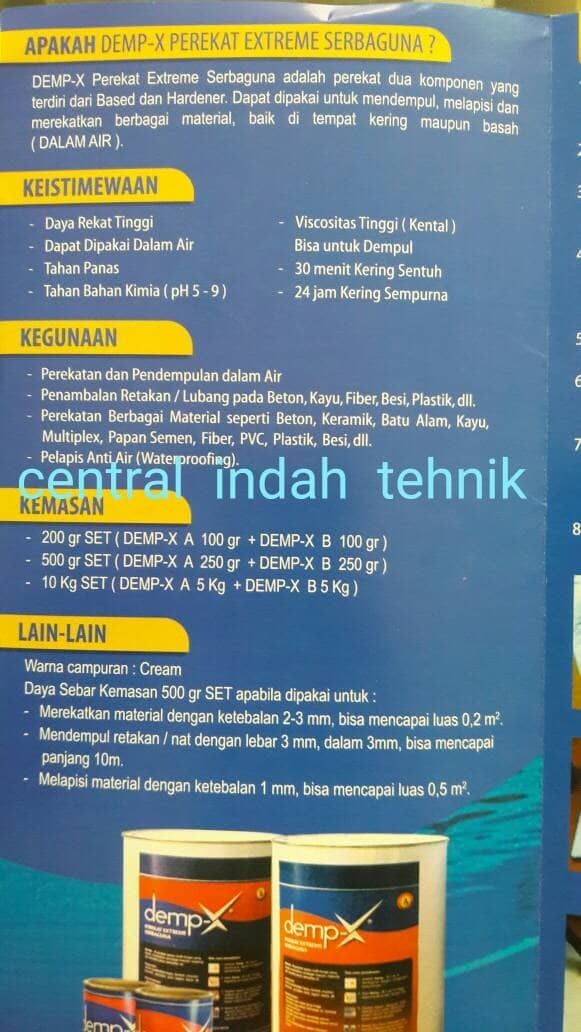 APAKAH DEMP-X PEREKAT EXTREME SERBAGUNA ?
DEMP-X Perekat Extreme Serbaguna adalah perekat dua komponen yang
terdiri dari Based dan Hardener. Dapat dipakai untuk mendempul, melapisi dan
merekatkan berbagai material, baik di tempat kering maupun basah
( DALAM AIR ).
KEISTIMEWAAN
- Daya Rekat Tinggi
- Dapat Dipakai Dalam Air
- Tahan Panas
- Tahan Bahan Kimia ( pH 5 - 9 )
- Viscositas Tinggi ( Kental )
Bisa untuk Dempul
- 30 menit Kering Sentuh
- 24 jam Kering Sempurna
KEGUNAAN
- Perekatan dan Pendempulan dalam Air
- Penambalan Retakan / Lubang pada Beton, Kayu, Fiber, Besi, Plastik, dll.
- Perekatan Berbagai Material seperti Beton, Keramik, Batu Alam, Kayu,
Multiplex, Papan Semen, Fiber, PVC, Plastik, Besi, dll.
- Pelapis Anti Air (Waterproofing).
central indah tehnik
KEMASAN
- 200 gr SET ( DEMP-X A 100 gr + DEMP-X B 100 gr )
- 500 gr SET ( DEMP-X A 250 gr + DEMP-X B 250 gr )
- 10 Kg SET ( DEMP-X A 5 Kg + DEMP-X B 5 Kg )
LAIN-LAIN
Warna campuran : Cream
Daya Sebar Kemasan 500 gr SET apabila dipakai untuk :
- Merekatkan material dengan ketebalan 2-3 mm, bisa mencapai luas 0,2 m².
- Mendempul retakan / nat dengan lebar 3 mm, dalam 3mm, bisa mencapai
panjang 10m.
- Melapisi material dengan ketebalan 1 mm, bisa mencapai luas 0,5 m².
demp-X
PEREKAT EXTREME
SERBAGUNA
demp-X
PEREKAT EXTREME
SERBAGUNA